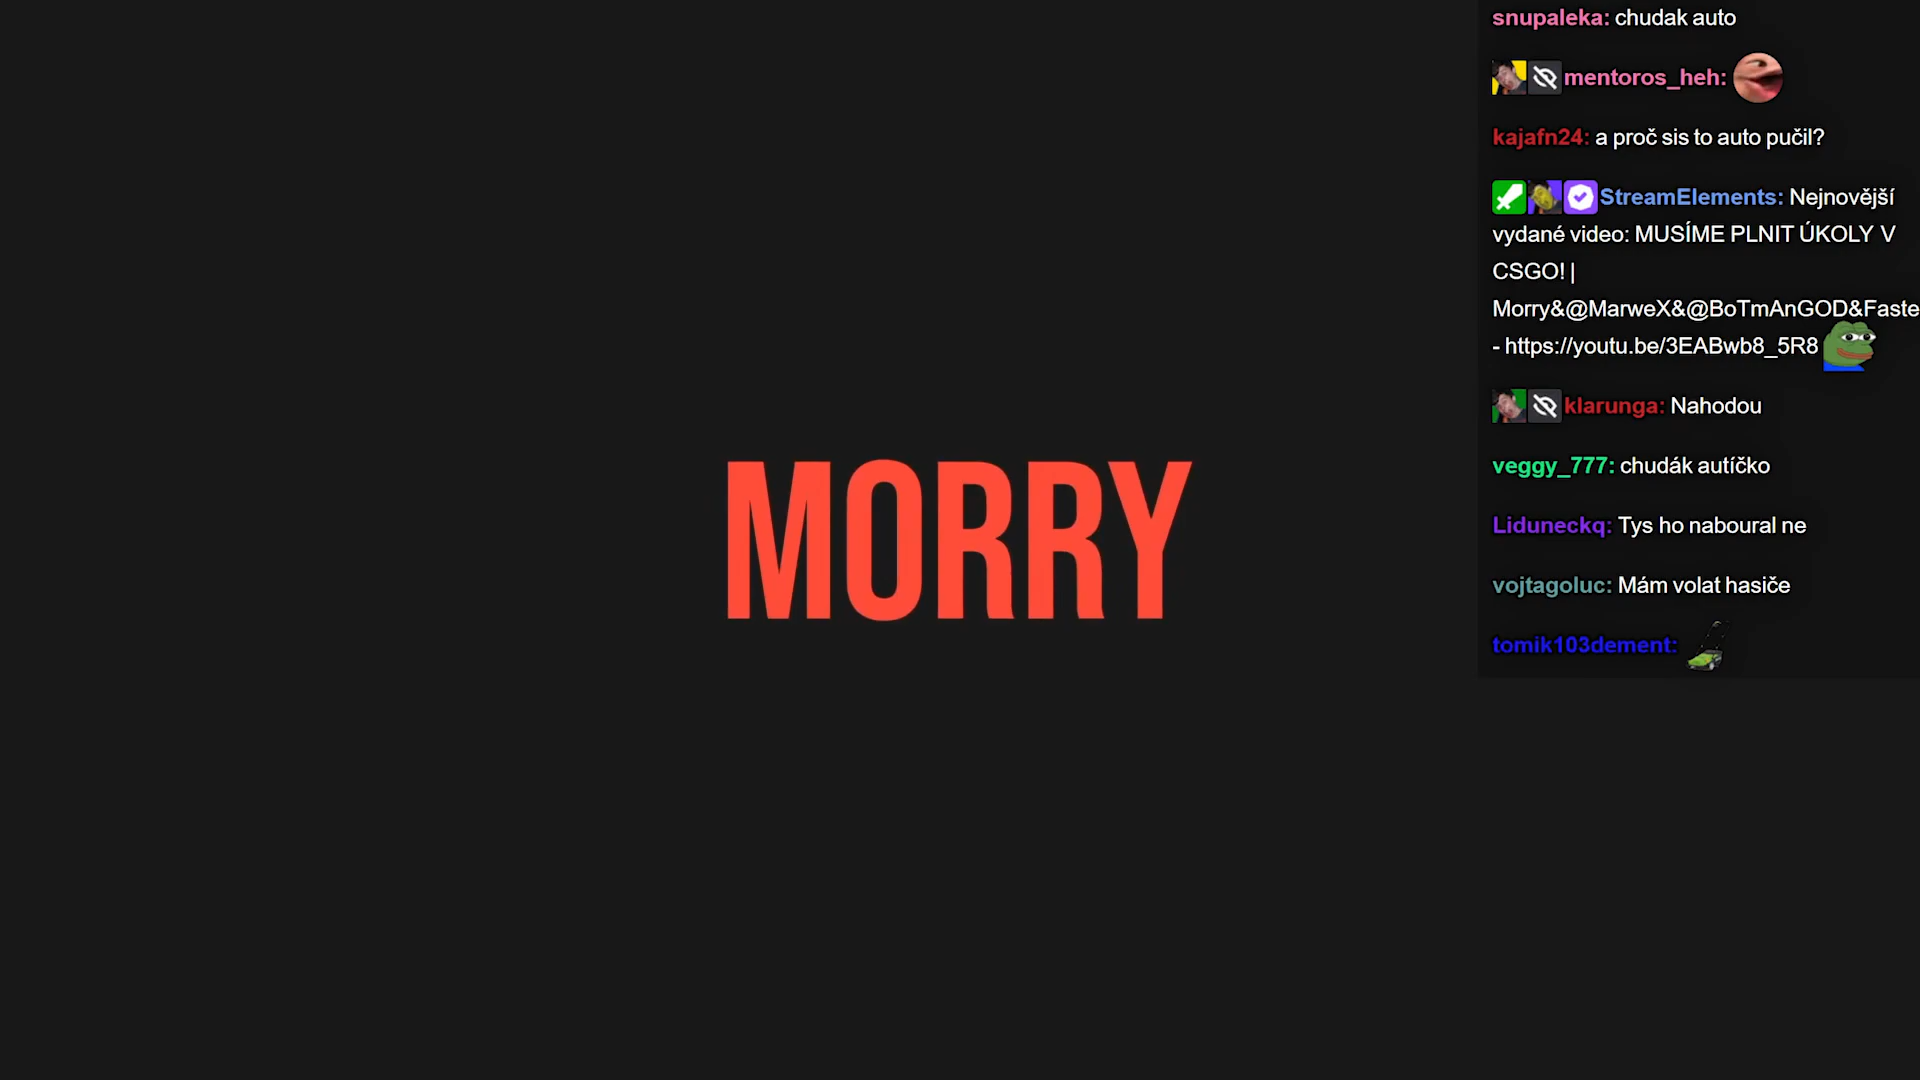 MORRY
snupaleka: chudak auto
mentoros_heh:
kajafn24: a proč sis to auto pučil?
StreamElements: Nejnovější
vydané video: MUSÍME PLNIT ÚKOLY V
CSGO! |
Morry&@MarweX&@BoTmAnGOD&Faste
- https://youtu.be/3EABwb8_5R8
klarunga: Nahodou
veggy_777: chudák autíčko
Liduneckq: Tys ho naboural ne
vojtagoluc: Mám volat hasiče
tomik103dement: